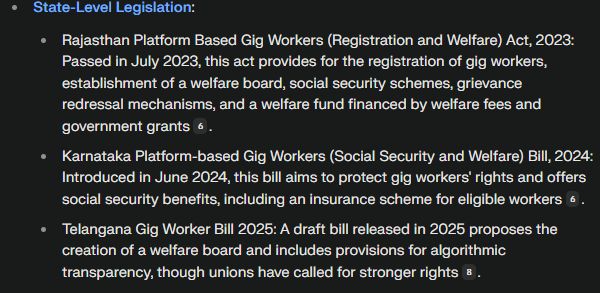 State-Level Legislation:
Rajasthan Platform Based Gig Workers (Registration and Welfare) Act, 2023:
Passed in July 2023, this act provides for the registration of gig workers,
establishment of a welfare board, social security schemes, grievance
redressal mechanisms, and a welfare fund financed by welfare fees and
government grants 6 .
Karnataka Platform-based Gig Workers (Social Security and Welfare) Bill, 2024:
Introduced in June 2024, this bill aims to protect gig workers' rights and offers
social security benefits, including an insurance scheme for eligible workers 6 .
Telangana Gig Worker Bill 2025: A draft bill released in 2025 proposes the
creation of a welfare board and includes provisions for algorithmic
transparency, though unions have called for stronger rights 8 .